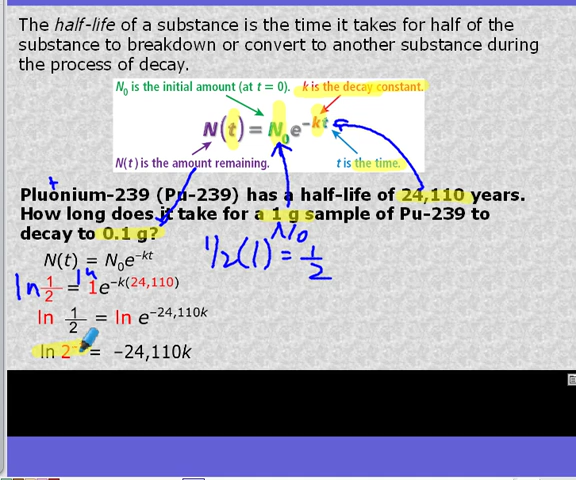 The half-life of a substance is the time it takes for half of the
substance to breakdown or convert to another substance during
the process of decay.
N₀ is the initial amount (at t = 0). k is the decay constant.
N(t) = N₀e⁻ᵏᵗ
N(t) is the amount remaining. t is the time.
Pluonium-239 (Pu-239) has a half-life of 24,110 years.
How long does it take for a 1 g sample of Pu-239 to
decay to 0.1 g?
t
N₀
1/2(1) = 1/2
N(t) = N₀e⁻ᵏᵗ
ln 1/2 = ln 1e^−k(24,110)
ln 1/2 = ln e^−24,110k
ln 2⁻ = −24,110k